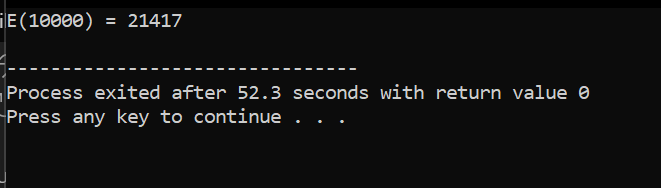 E(10000) = 21417
--------------------------------
Process exited after 52.3 seconds with return value 0
Press any key to continue . . .